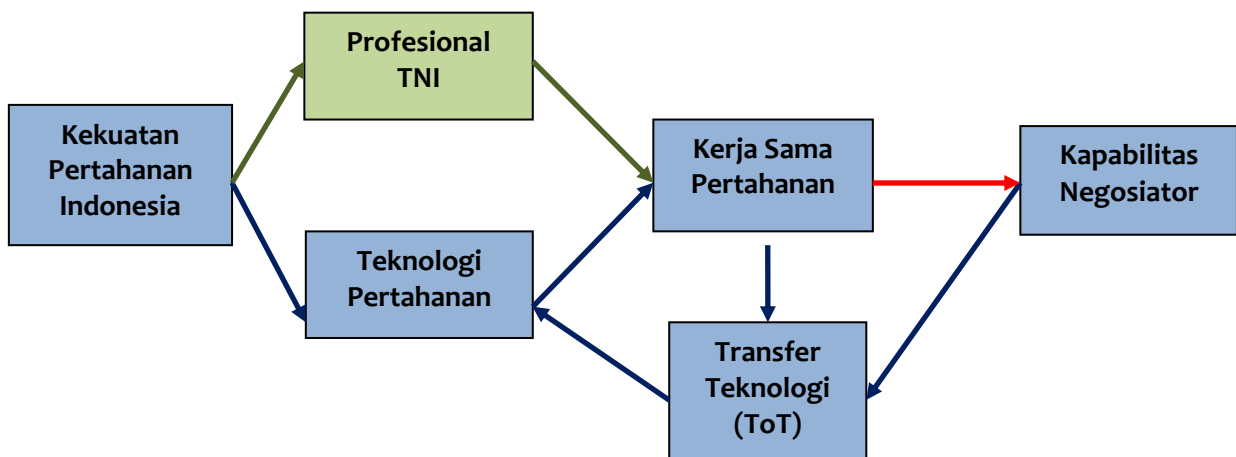 Profesional
TNI
Kekuatan
Pertahanan
Indonesia
Kerja Sama
Pertahanan
Kapabilitas
Negosiator
Teknologi
Pertahanan
Transfer
Teknologi
(ToT)